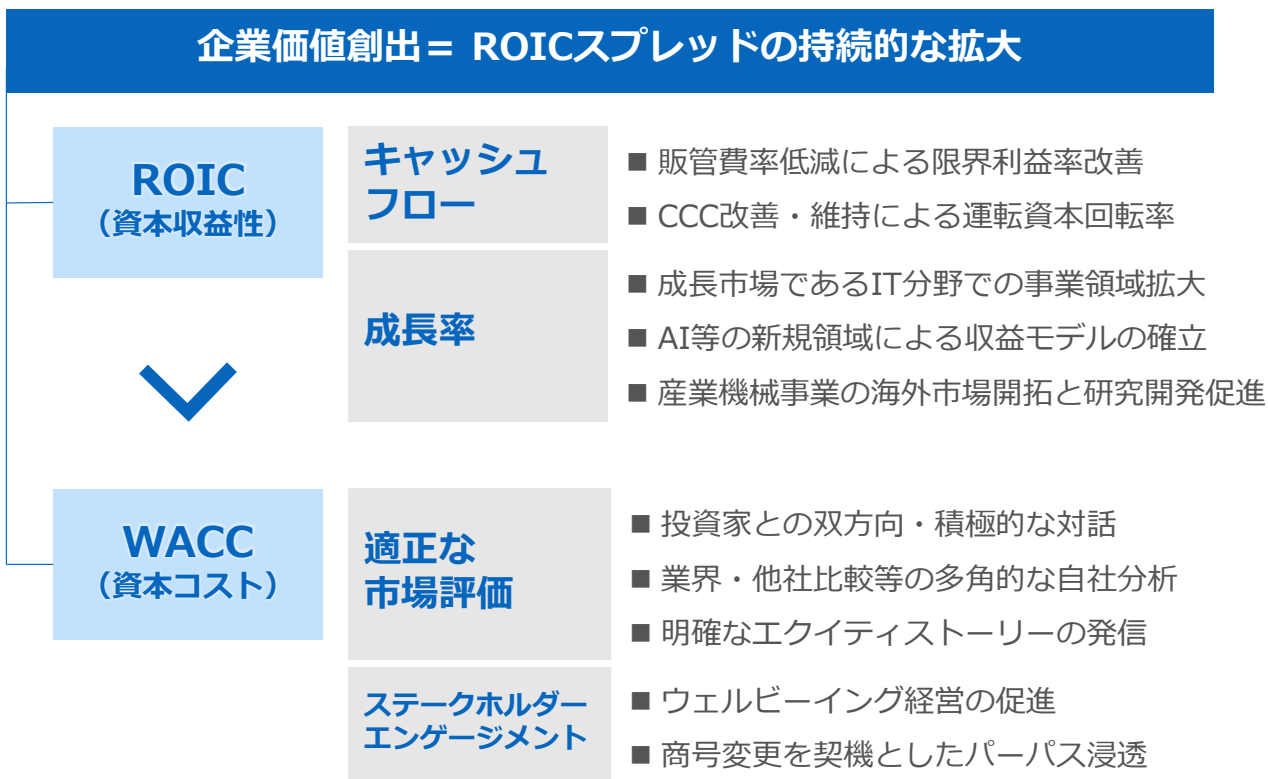 企業価値創出＝ ROICスプレッドの持続的な拡大
ROIC
（資本収益性）
キャッシュ
フロー
■ 販管費率低減による限界利益率改善
■ CCC改善・維持による運転資本回転率
成長率
■ 成長市場であるIT分野での事業領域拡大
■ AI等の新規領域による収益モデルの確立
■ 産業機械事業の海外市場開拓と研究開発促進
WACC
（資本コスト）
適正な
市場評価
■ 投資家との双方向・積極的な対話
■ 業界・他社比較等の多角的な自社分析
■ 明確なエクイティストーリーの発信
ステークホルダー
エンゲージメント
■ ウェルビーイング経営の促進
■ 商号変更を契機としたパーパス浸透